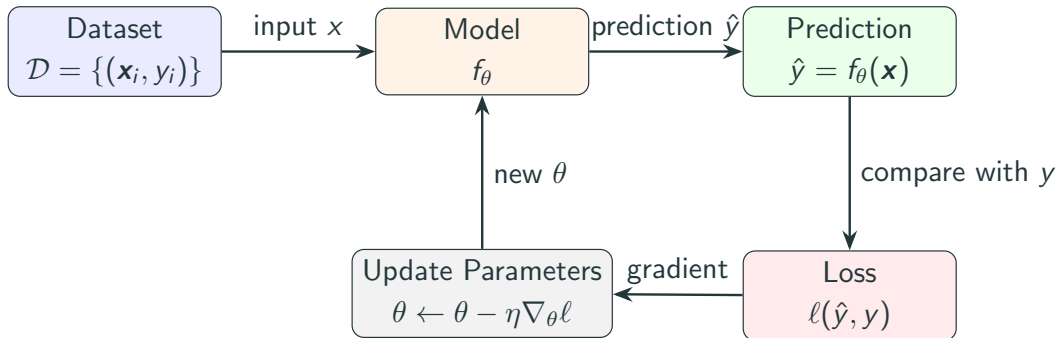 Dataset
𝒟 = {(𝒙ᵢ, yᵢ)}
input x
Model
f_θ
prediction ŷ
Prediction
ŷ = f_θ(𝒙)
new θ
compare with y
Update Parameters
θ ← θ − η∇_θℓ
gradient
Loss
ℓ(ŷ, y)